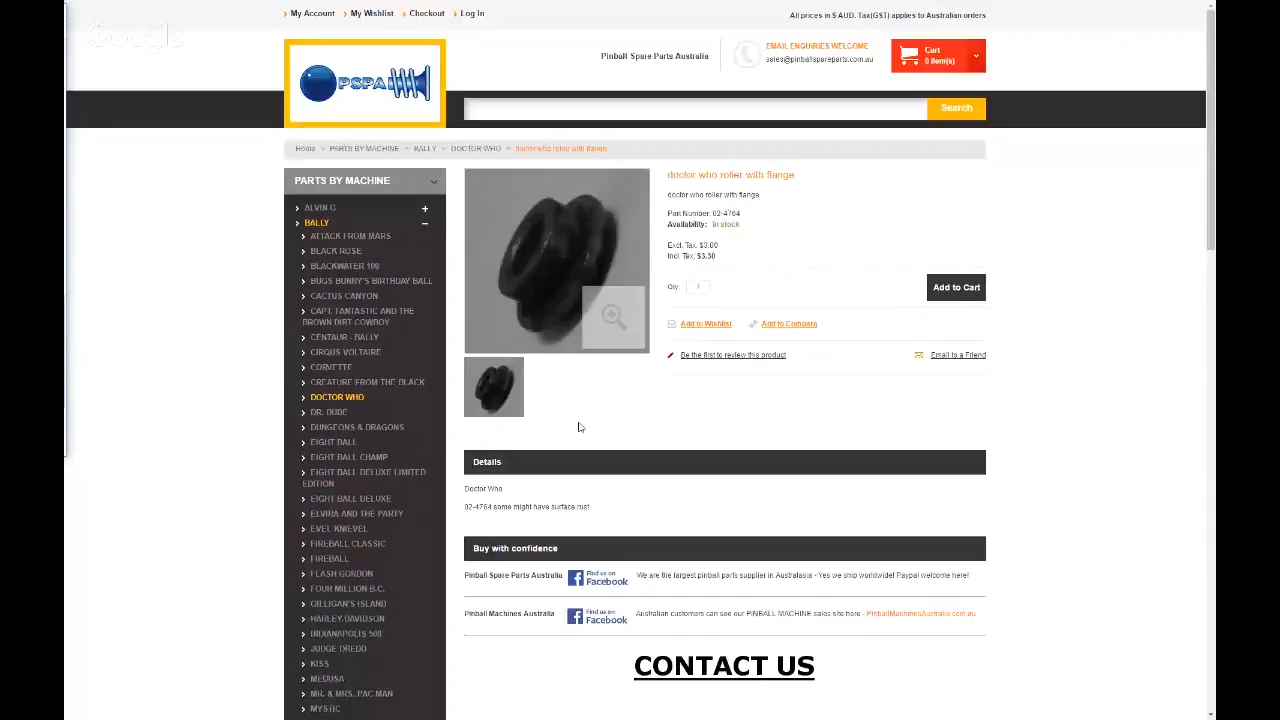 My Account
My Wishlist
Checkout
Log In
All prices in $ AUD. Tax(GST) applies to Australian orders
Google
PSPA
Pinball Spare Parts Australia
EMAIL ENQUIRIES WELCOME
sales@pinballspareparts.com.au
Cart
0 item(s)
Search
Home > PARTS BY MACHINE > BALLY > DOCTOR WHO > doctor who roller with flange
PARTS BY MACHINE
ALVIN G
BALLY
ATTACK FROM MARS
BLACK ROSE
BLACKWATER 100
BUGS BUNNY'S BIRTHDAY BALL
CACTUS CANYON
CAPT. FANTASTIC AND THE
BROWN DIRT COWBOY
CENTAUR - BALLY
CIRQUS VOLTAIRE
CORVETTE
CREATURE FROM THE BLACK
DOCTOR WHO
DR. DUDE
DUNGEONS & DRAGONS
EIGHT BALL
EIGHT BALL CHAMP
EIGHT BALL DELUXE LIMITED
EDITION
EIGHT BALL DELUXE
ELVIRA AND THE PARTY
EVEL KNIEVEL
FIREBALL CLASSIC
FIREBALL
FLASH GORDON
FOUR MILLION B.C.
GILLIGAN'S ISLAND
HARLEY-DAVIDSON
INDIANAPOLIS 500
JUDGE DREDD
KISS
MEDUSA
MR. & MRS. PAC-MAN
MYSTIC
doctor who roller with flange
doctor who roller with flange
Part Number: 02-4764
Availability: In stock
Excl. Tax: $3.00
Incl. Tax: $3.30
Qty: 1
Add to Cart
Add to Wishlist
Add to Compare
Be the first to review this product
Email to a Friend
Details
Doctor Who
02-4764 some might have surface rust
Buy with confidence
Pinball Spare Parts Australia
Find us on
Facebook
We are the largest pinball parts supplier in Australasia - Yes we ship worldwide! Paypal welcome here!
Pinball Machines Australia
Find us on
Facebook
Australian customers can see our PINBALL MACHINE sales site here - PinballMachinesAustralia.com.au
CONTACT US